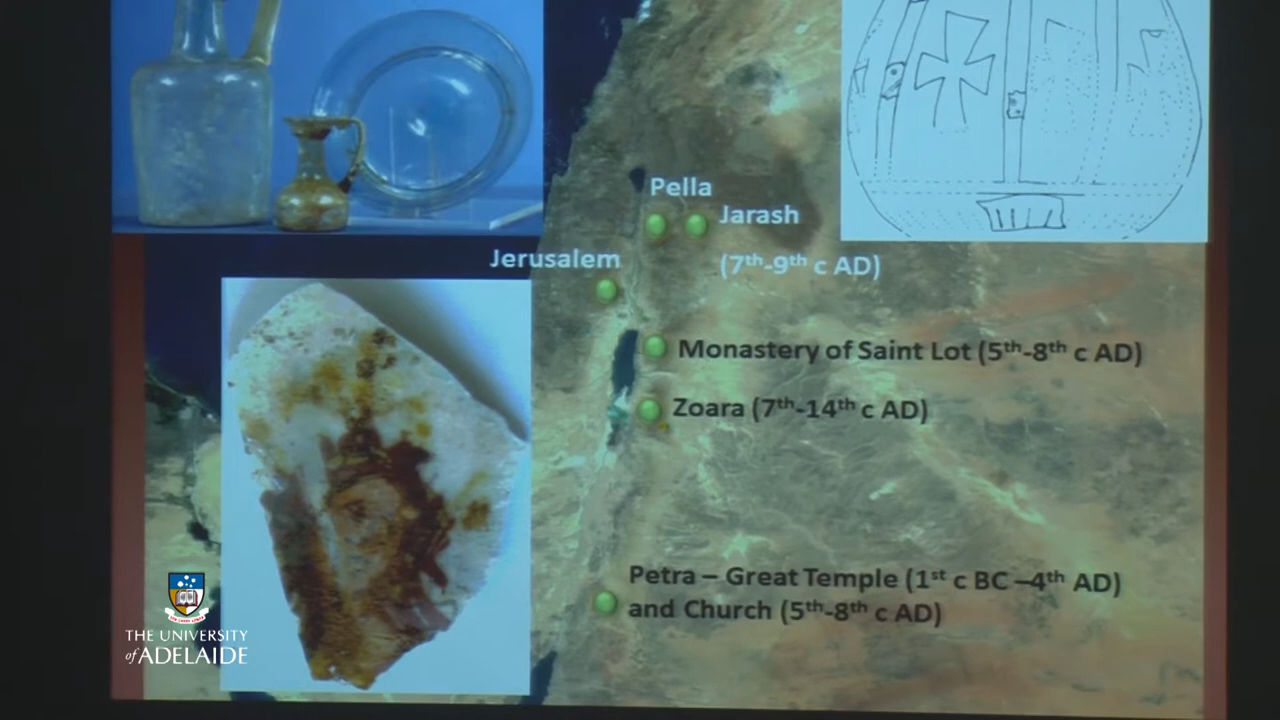 Pella
Jarash
Jerusalem
(7th-9th c AD)
Monastery of Saint Lot (5th-8th c AD)
Zoara (7th-14th c AD)
Petra – Great Temple (1st c BC –4th AD)
and Church (5th-8th c AD)
THE UNIVERSITY
of ADELAIDE